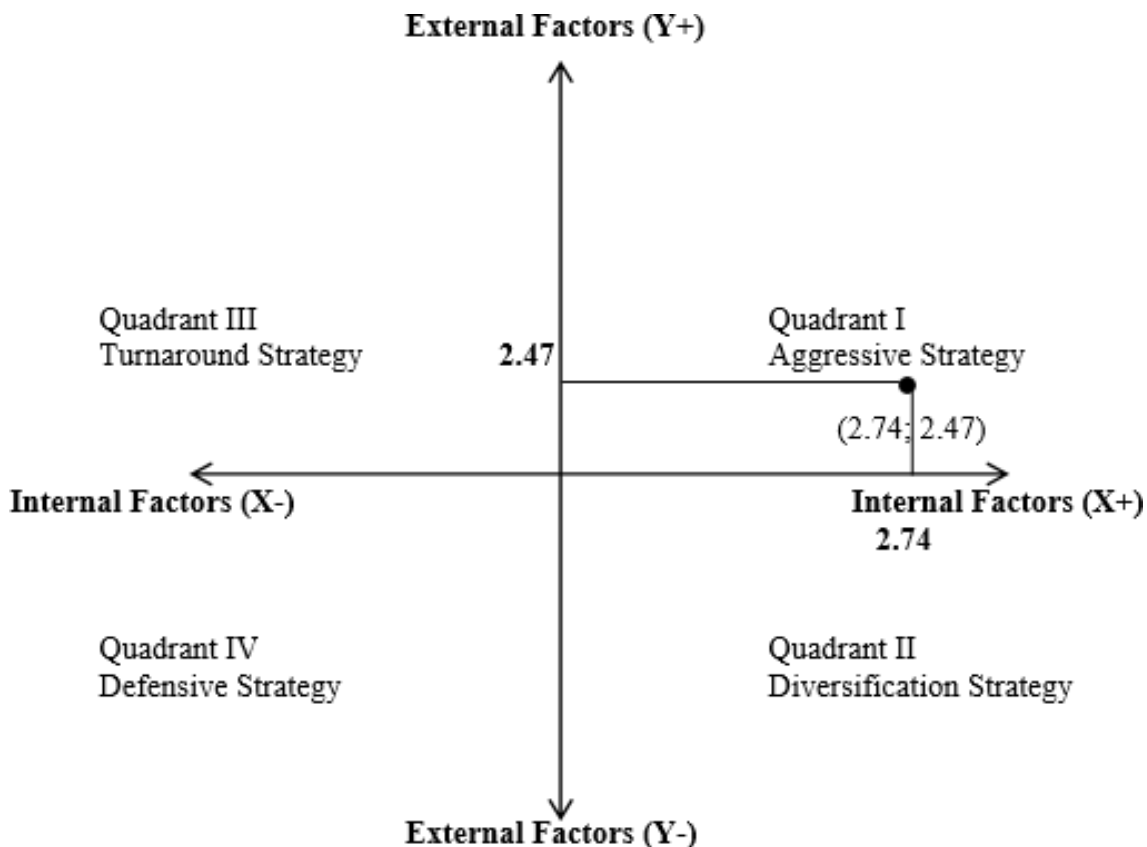 External Factors (Y+)
Quadrant III
Turnaround Strategy
2.47
Quadrant I
Aggressive Strategy
(2.74; 2.47)
Internal Factors (X-)
Internal Factors (X+)
2.74
Quadrant IV
Defensive Strategy
Quadrant II
Diversification Strategy
External Factors (Y-)